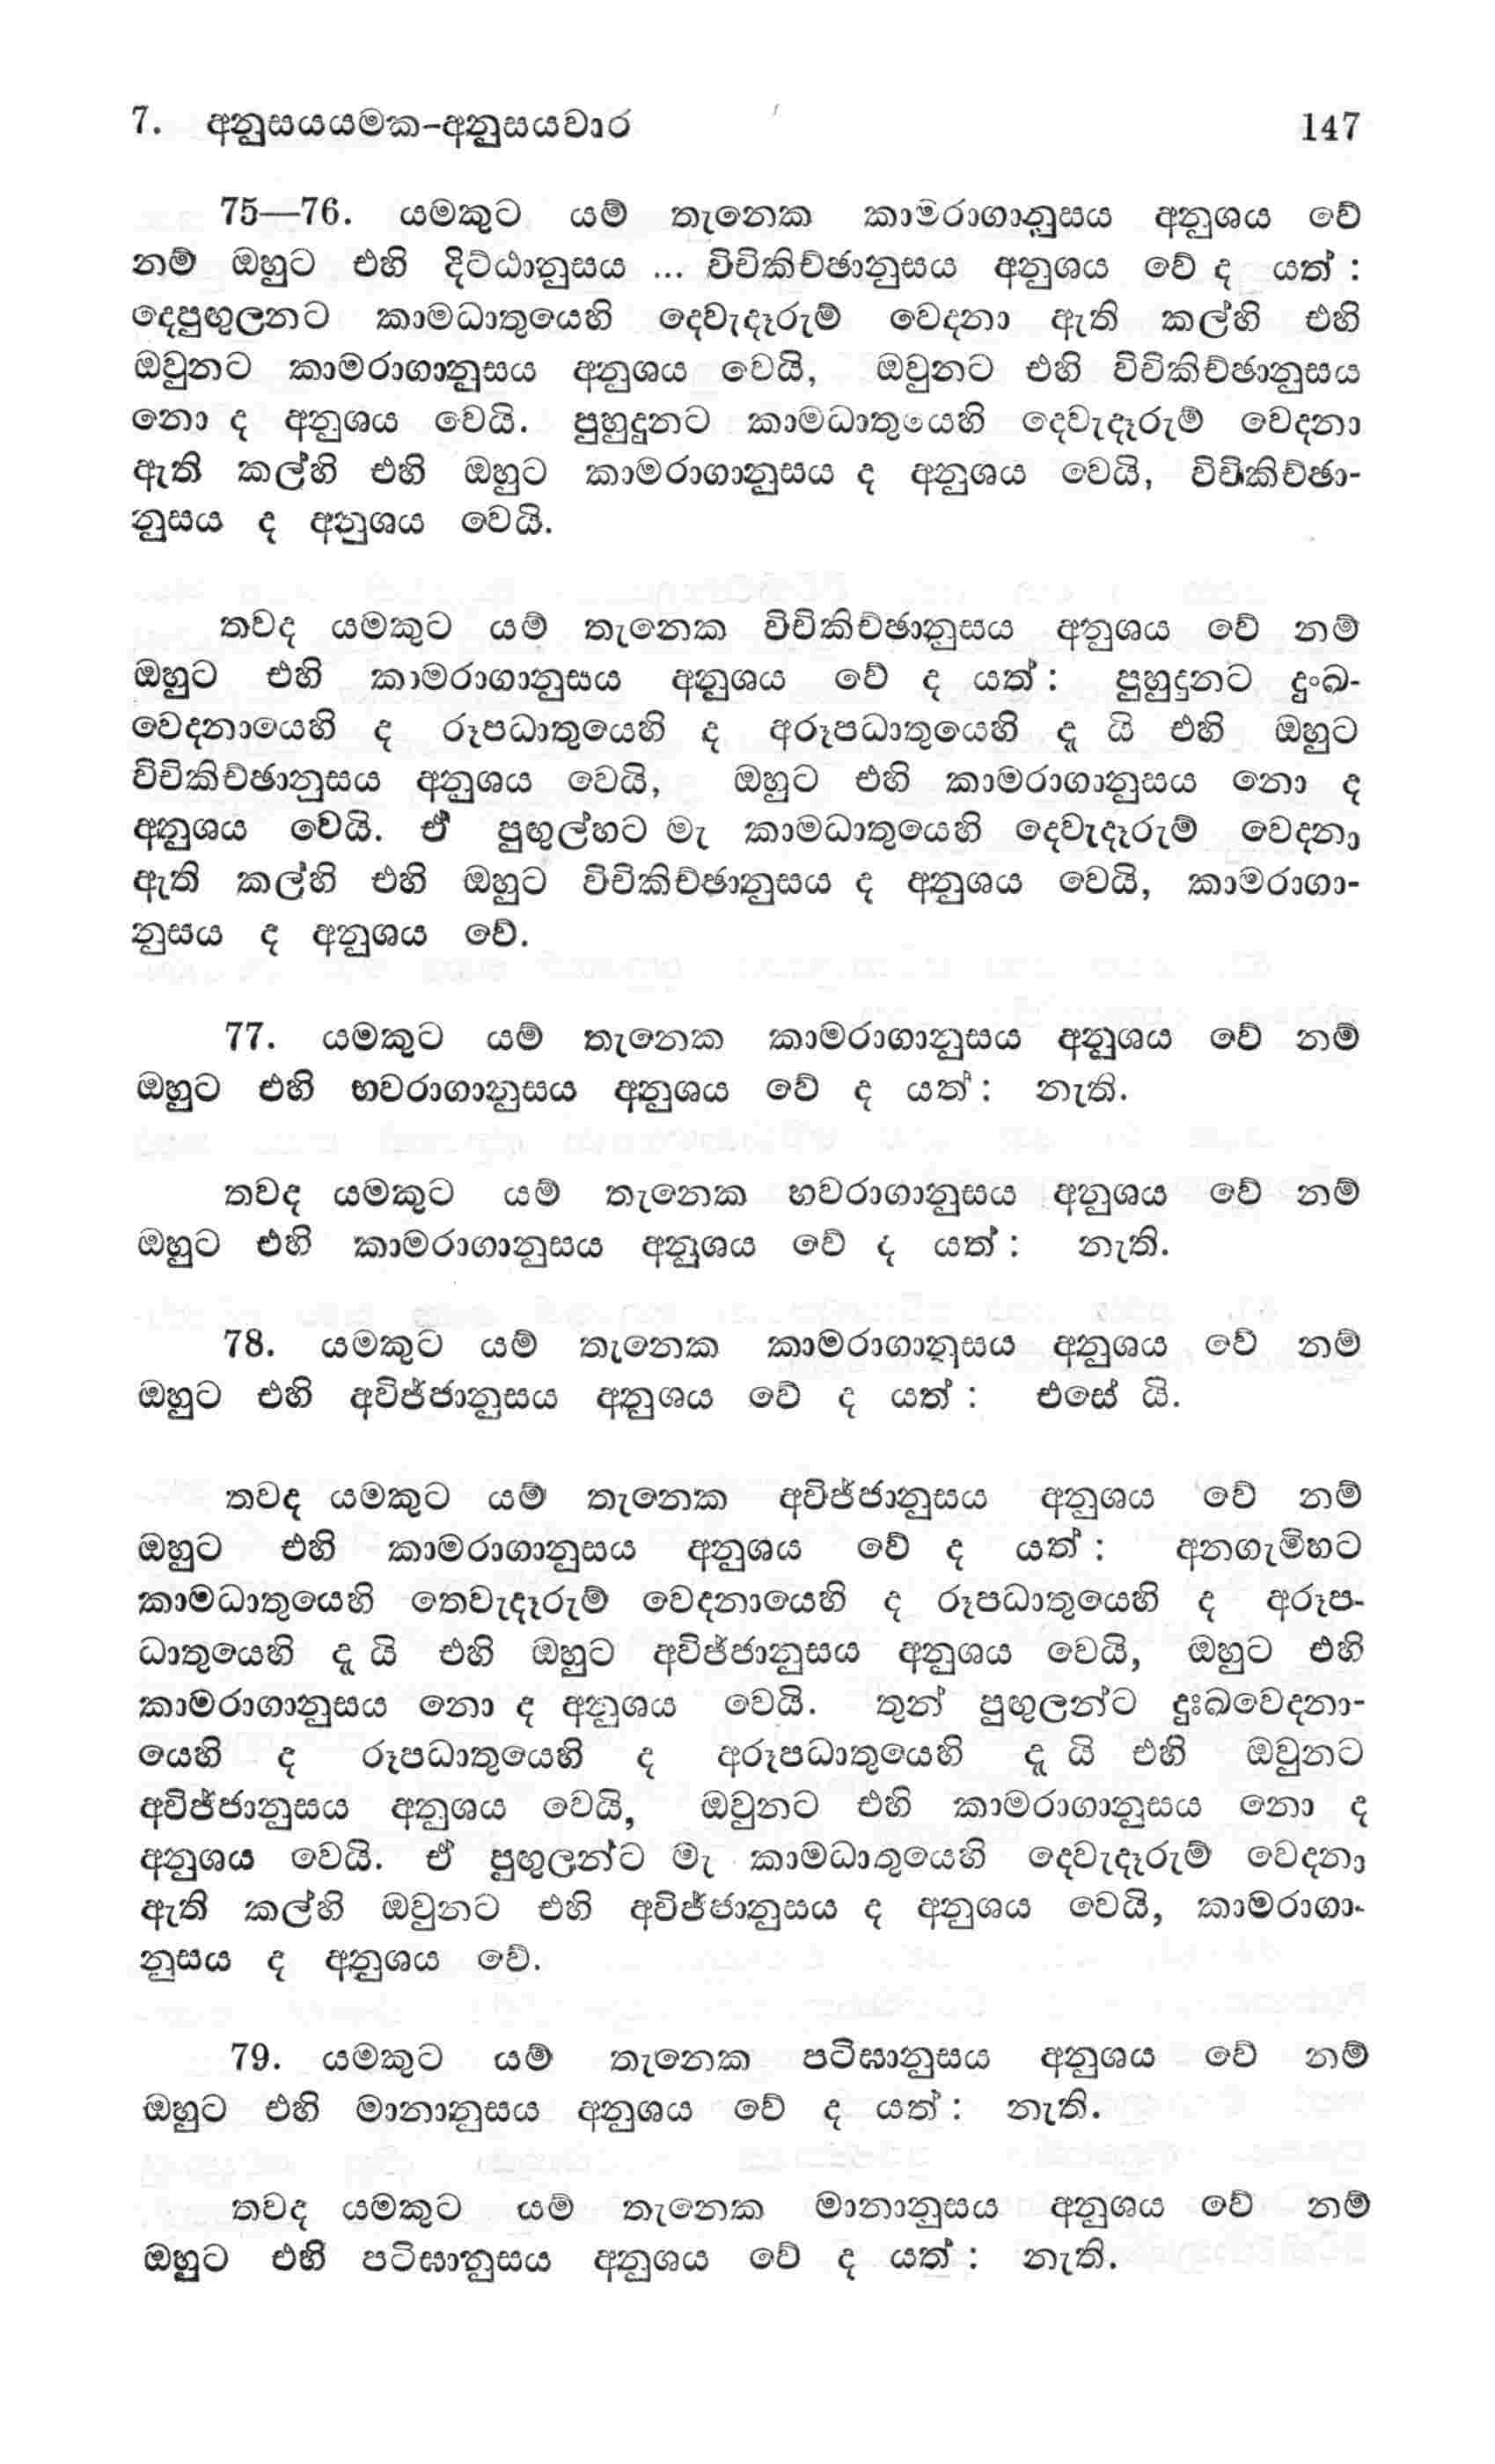 7. අනුසයයමක-අනුසයවාර 147
75—76. යමකුට යම් තැනෙක කාමරාගානුසය අනුශය වේ
නම් ඔහුට එහි දිට්ඨානුසය ... විචිකිච්ඡානුසය අනුශය වේ ද යත් :
දෙපුඟුලනට කාමධාතුයෙහි දෙවැදෑරුම් වෙදනා ඇති කල්හි එහි
ඔවුනට කාමරාගානුසය අනුශය වෙයි, ඔවුනට එහි විචිකිච්ඡානුසය
නො ද අනුශය වෙයි. පුහුදුනට කාමධාතුයෙහි දෙවැදෑරුම් වෙදනා
ඇති කල්හි එහි ඔහුට කාමරාගානුසය ද අනුශය වෙයි, විචිකිච්ඡා-
නුසය ද අනුශය වෙයි.
තවද යමකුට යම් තැනෙක විචිකිච්ඡානුසය අනුශය වේ නම්
ඔහුට එහි කාමරාගානුසය අනුශය වේ ද යත් : පුහුදුනට දුංඛ-
වෙදනායෙහි ද රූපධාතුයෙහි ද අරූපධාතුයෙහි දූ යි එහි ඔහුට
විචිකිච්ඡානුසය අනුශය වෙයි, ඔහුට එහි කාමරාගානුසය නො ද
අනුශය වෙයි. ඒ පුඟුල්හට මැ කාමධාතුයෙහි දෙවැදෑරුම් වෙදනා
ඇති කල්හි එහි ඔහුට විචිකිච්ඡානුසය ද අනුශය වෙයි, කාමරාගා-
නුසය ද අනුශය වේ.
77. යමකුට යම් තැනෙක කාමරාගානුසය අනුශය වේ නම්
ඔහුට එහි භවරාගානුසය අනුශය වේ ද යත් : නැති.
තවද යමකුට යම් තැනෙක භවරාගානුසය අනුශය වේ නම්
ඔහුට එහි කාමරාගානුසය අනුශය වේ ද යත් : නැති.
78. යමකුට යම් තැනෙක කාමරාගානුසය අනුශය වේ නම්
ඔහුට එහි අවිජ්ජානුසය අනුශය වේ ද යත් : එසේ යි.
තවද යමකුට යම් තැනෙක අවිජ්ජානුසය අනුශය වේ නම්
ඔහුට එහි කාමරාගානුසය අනුශය වේ ද යත් : අනගැමිහට
කාමධාතුයෙහි තෙවැදෑරුම් වෙදනායෙහි ද රූපධාතුයෙහි ද අරූප-
ධාතුයෙහි දූ යි එහි ඔහුට අවිජ්ජානුසය අනුශය වෙයි, ඔහුට එහි
කාමරාගානුසය නො ද අනුශය වෙයි. තුන් පුඟුලන්ට දුඃඛවෙදනා-
යෙහි ද රූපධාතුයෙහි ද අරූපධාතුයෙහි දූ යි එහි ඔවුනට
අවිජ්ජානුසය අනුශය වෙයි, ඔවුනට එහි කාමරාගානුසය නො ද
අනුශය වෙයි. ඒ පුඟුලන්ට මැ කාමධාතුයෙහි දෙවැදෑරුම් වෙදනා
ඇති කල්හි ඔවුනට එහි අවිජ්ජානුසය ද අනුශය වෙයි, කාමරාගා-
නුසය ද අනුශය වේ.
79. යමකුට යම් තැනෙක පටිඝානුසය අනුශය වේ නම්
ඔහුට එහි මානානුසය අනුශය වේ ද යත් : නැති.
තවද යමකුට යම් තැනෙක මානානුසය අනුශය වේ නම්
ඔහුට එහි පටිඝානුසය අනුශය වේ ද යත් : නැති.